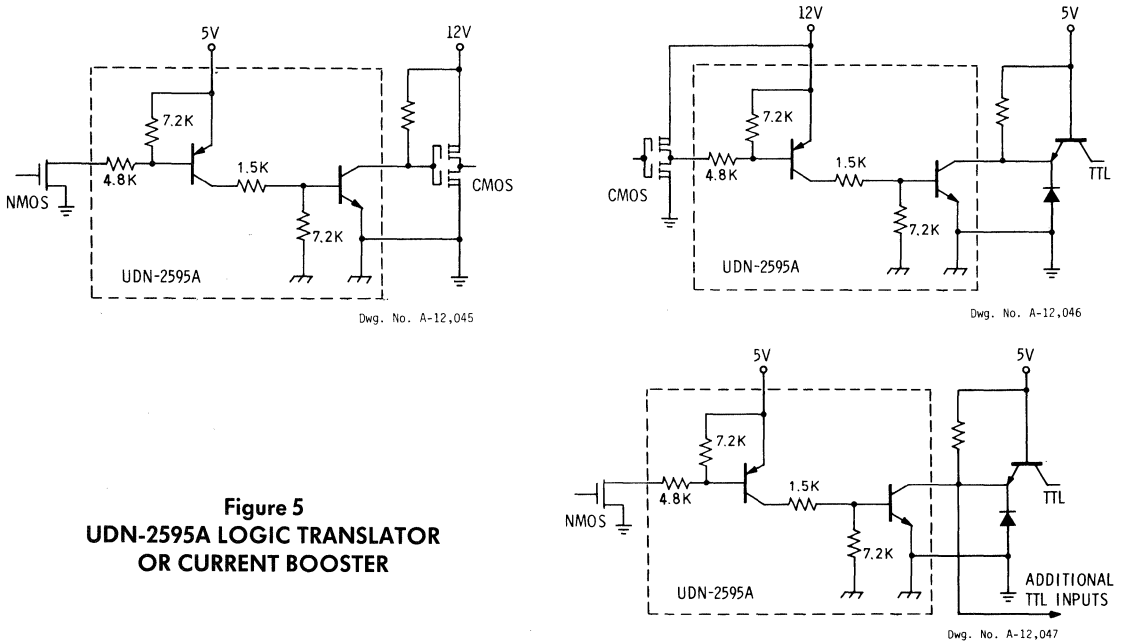 5V
12V
7.2K
1.5K
4.8K
NMOS
CMOS
7.2K
UDN-2595A
Dwg. No. A-12,045
12V
5V
7.2K
1.5K
4.8K
CMOS
TTL
7.2K
UDN-2595A
Dwg. No. A-12,046
5V
5V
7.2K
1.5K
4.8K
NMOS
TTL
7.2K
UDN-2595A
ADDITIONAL
TTL INPUTS
Dwg. No. A-12,047
Figure 5
UDN-2595A LOGIC TRANSLATOR
OR CURRENT BOOSTER